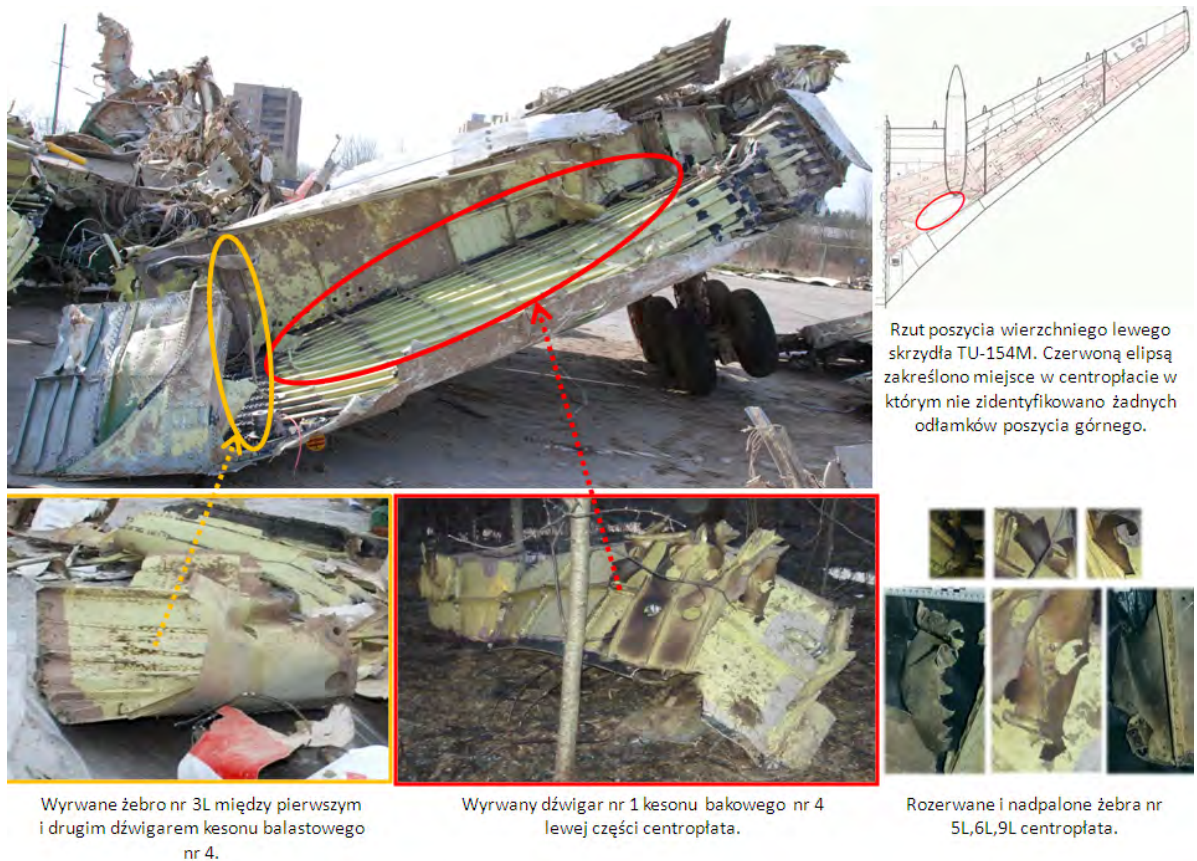 Rzut poszycia wierzchniego lewego
skrzydła TU-154M. Czerwoną elipsą
zakreślono miejsce w centropłacie w
którym nie zidentyfikowano żadnych
odłamków poszycia górnego.
Wyrwane żebro nr 3L między pierwszym
i drugim dźwigarem kesonu balastowego
nr 4.
Wyrwany dźwigar nr 1 kesonu bakowego nr 4
lewej części centropłata.
Rozerwane i nadpalone żebra nr
5L,6L,9L centropłata.